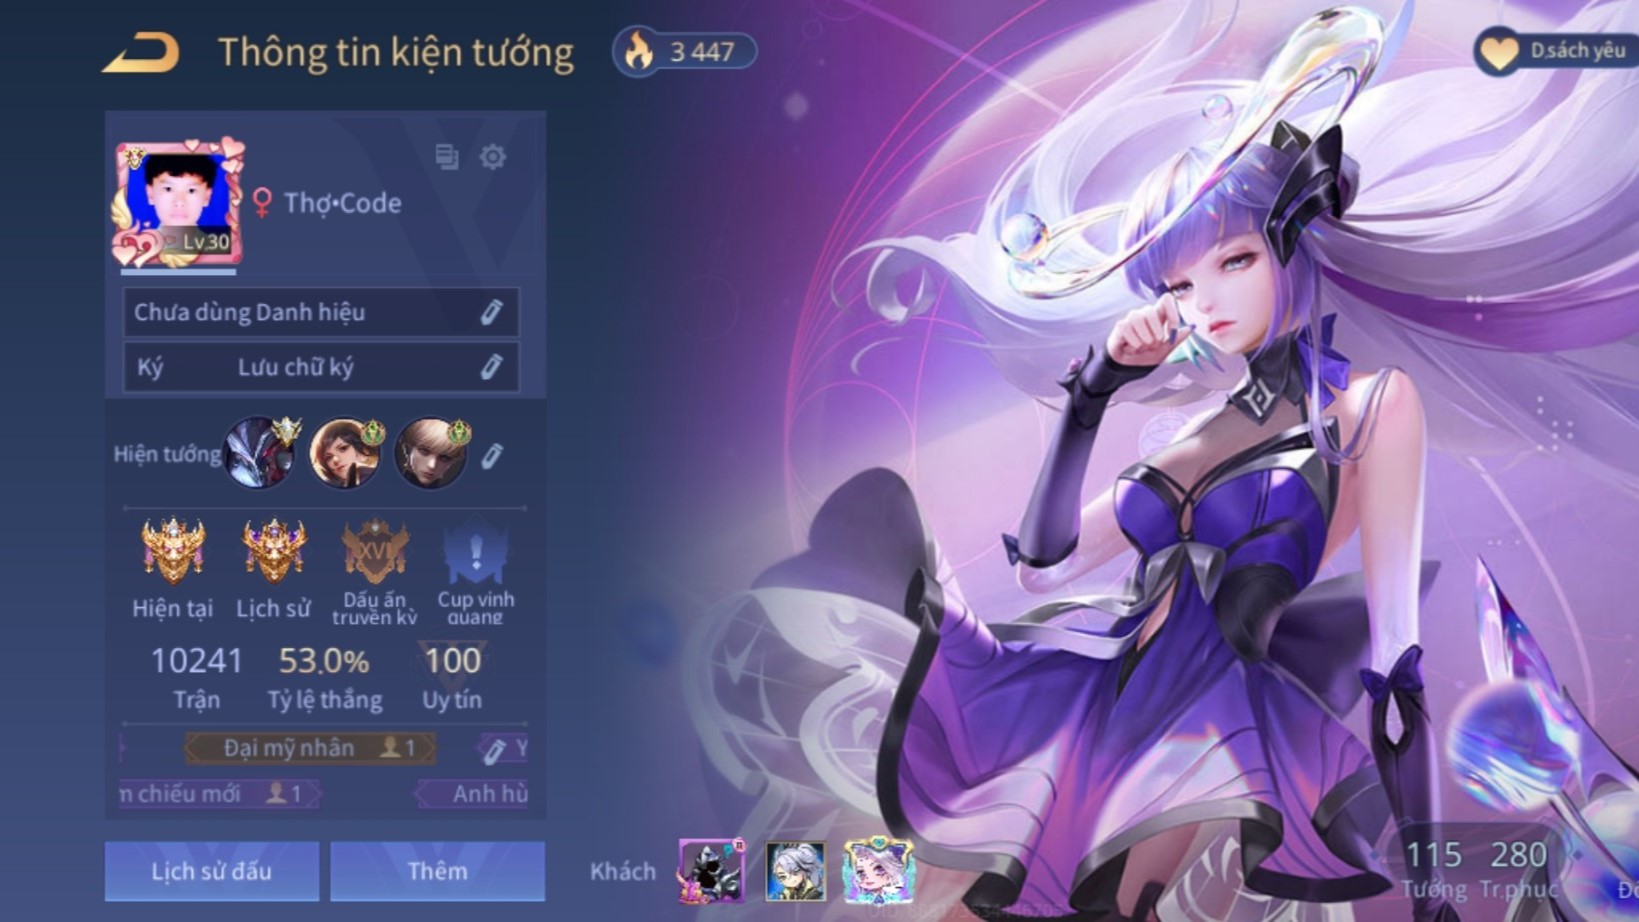 Thông tin kiện tướng
3 447
D.sách yêu
Lv.30
Thợ•Code
Chưa dùng Danh hiệu
Ký Lưu chữ ký
Hiện tướng
XVI
Hiện tại
Lịch sử
Dấu ấn
truyền kỳ
Cup vinh
quang
10241 53.0% 100
Trận Tỷ lệ thắng Uy tín
Đại mỹ nhân 1
Y
m chiếu mới 1
Anh hù
Lịch sử đấu
Thêm
Khách
115 280
Tướng Tr.phục